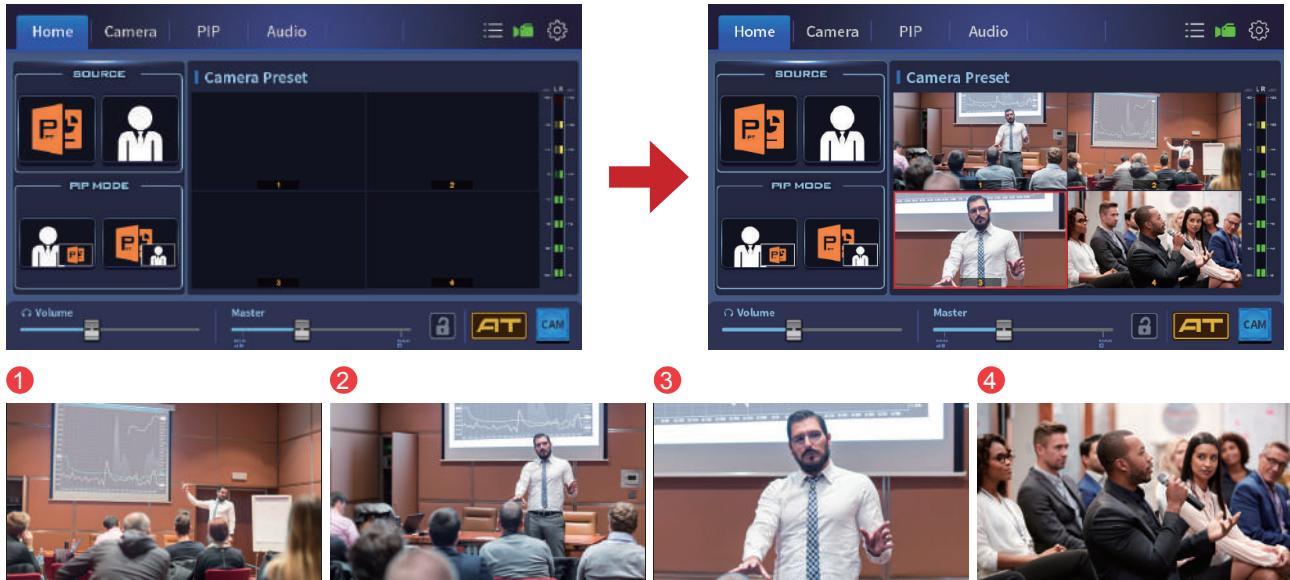 Home Camera PIP Audio
SOURCE
Camera Preset
L R
P
1 2
PIP MODE
P
3 4
Volume
Master
AT
CAM
Home Camera PIP Audio
SOURCE
Camera Preset
L R
P
1 2
PIP MODE
P
3 4
Volume
Master
AT
CAM
1 2 3 4